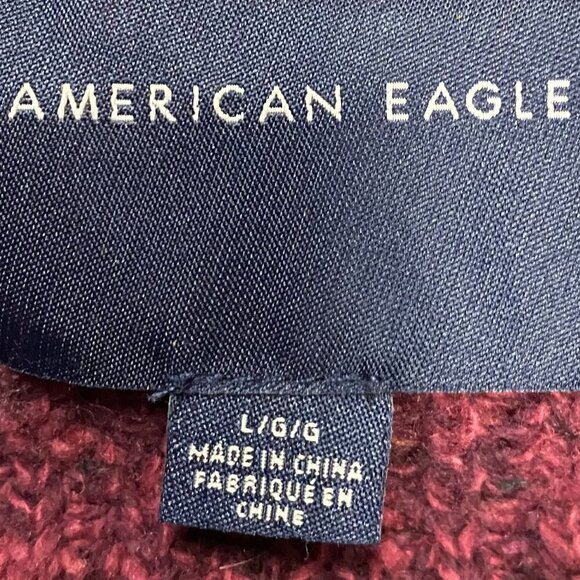 AMERICAN EAGLE
L/G/G
MADE IN CHINA
FABRIQUÉ EN
CHINE